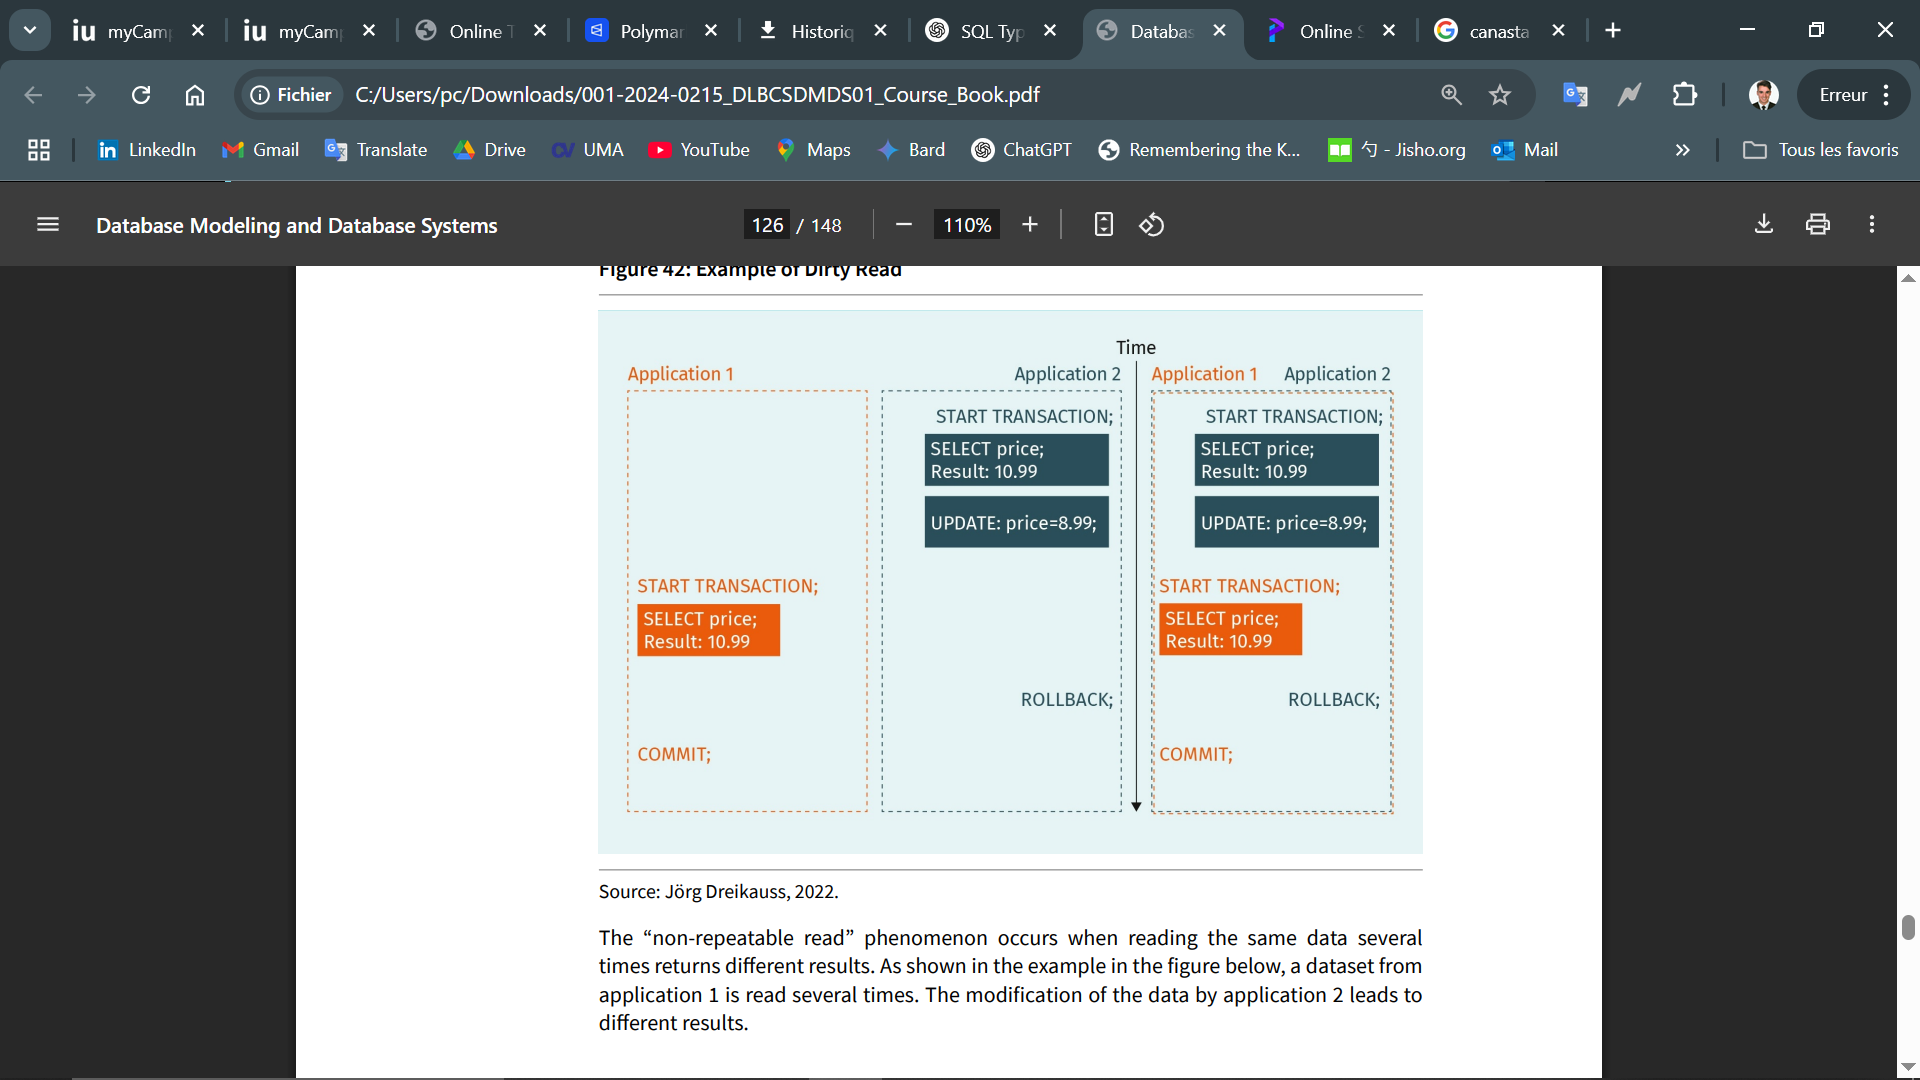 myCam
myCam
Online T
Polymar
Historiq
SQL Typ
Databas
Online S
canasta
Fichier
C:/Users/pc/Downloads/001-2024-0215_DLBCSDMDS01_Course_Book.pdf
Erreur
LinkedIn
Gmail
Translate
Drive
UMA
YouTube
Maps
Bard
ChatGPT
Remembering the K...
勺 - Jisho.org
Mail
Tous les favoris
Database Modeling and Database Systems
126 / 148
110%
Figure 42: Example of Dirty Read
Time
Application 1
Application 2
Application 1
Application 2
START TRANSACTION;
START TRANSACTION;
SELECT price;
Result: 10.99
SELECT price;
Result: 10.99
UPDATE: price=8.99;
UPDATE: price=8.99;
START TRANSACTION;
START TRANSACTION;
SELECT price;
Result: 10.99
SELECT price;
Result: 10.99
ROLLBACK;
ROLLBACK;
COMMIT;
COMMIT;
Source: Jörg Dreikauss, 2022.
The “non-repeatable read” phenomenon occurs when reading the same data several
times returns different results. As shown in the example in the figure below, a dataset from
application 1 is read several times. The modification of the data by application 2 leads to
different results.